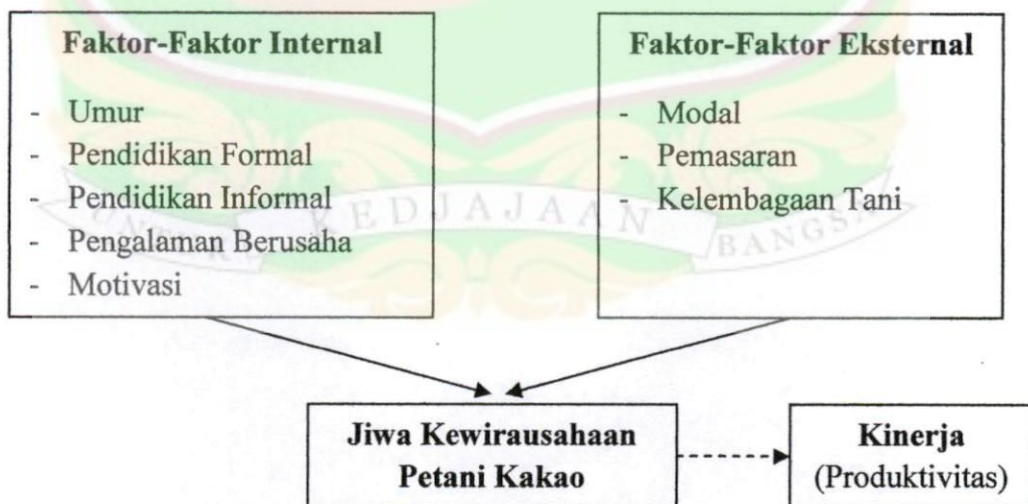 Faktor-Faktor Internal
- Umur
- Pendidikan Formal
- Pendidikan Informal
- Pengalaman Berusaha
- Motivasi
Faktor-Faktor Eksternal
- Modal
- Pemasaran
- Kelembagaan Tani
UNTUK KEDJAJAAN BANGSA
Jiwa Kewirausahaan
Petani Kakao
Kinerja
(Produktivitas)